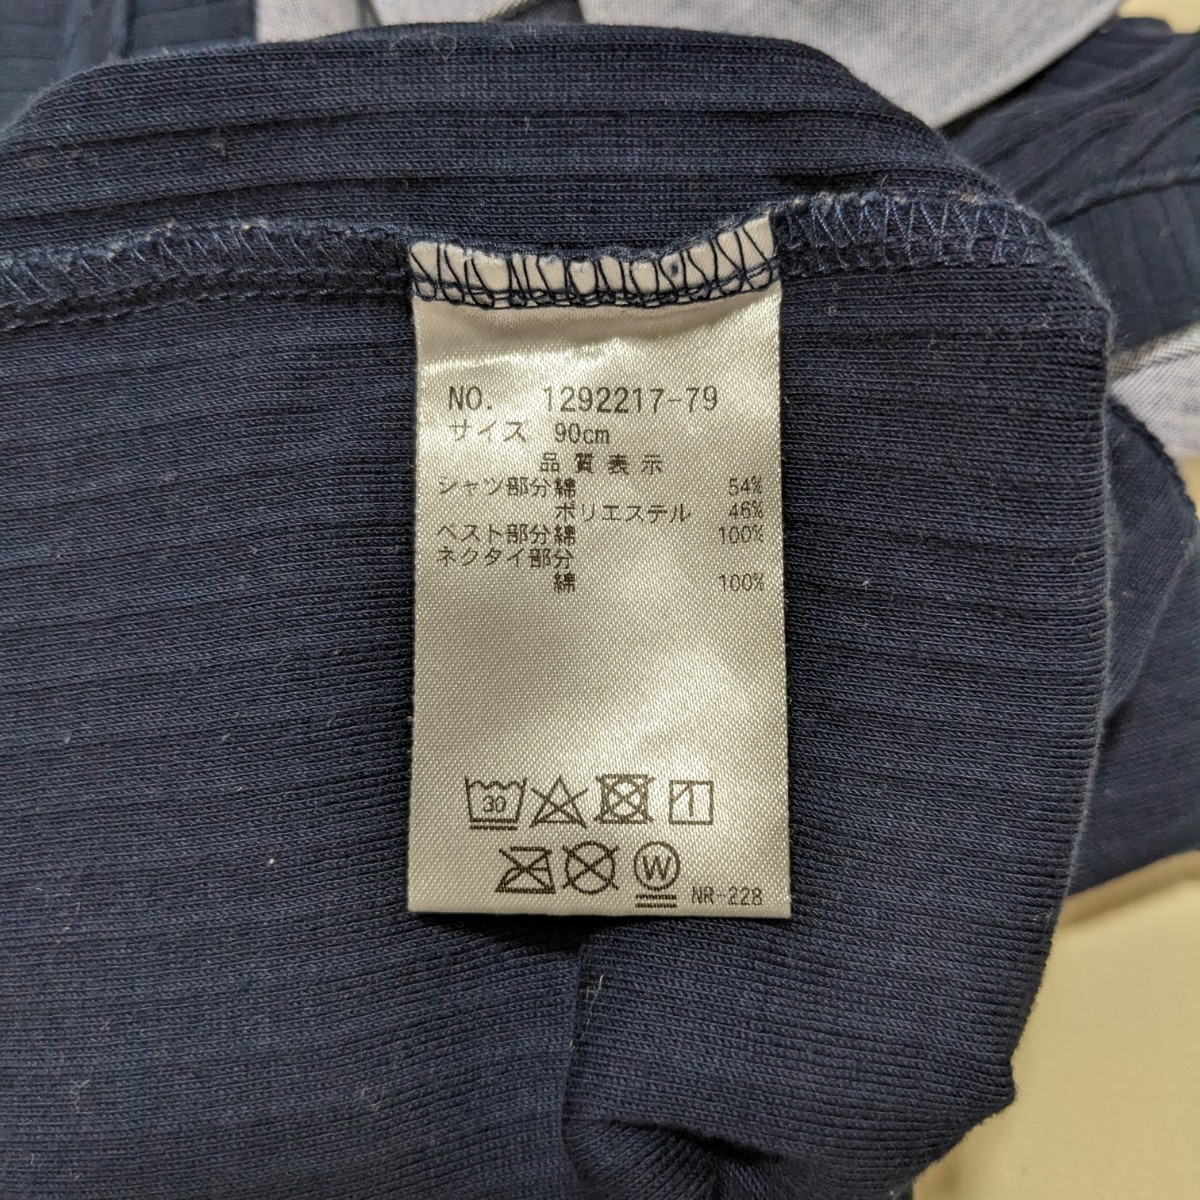 NO. 1292217-79
サイズ 90cm
品質表示
シャツ部分綿 54%
ポリエステル 46%
ベスト部分綿 100%
ネクタイ部分
綿 100%
30
W NR-228